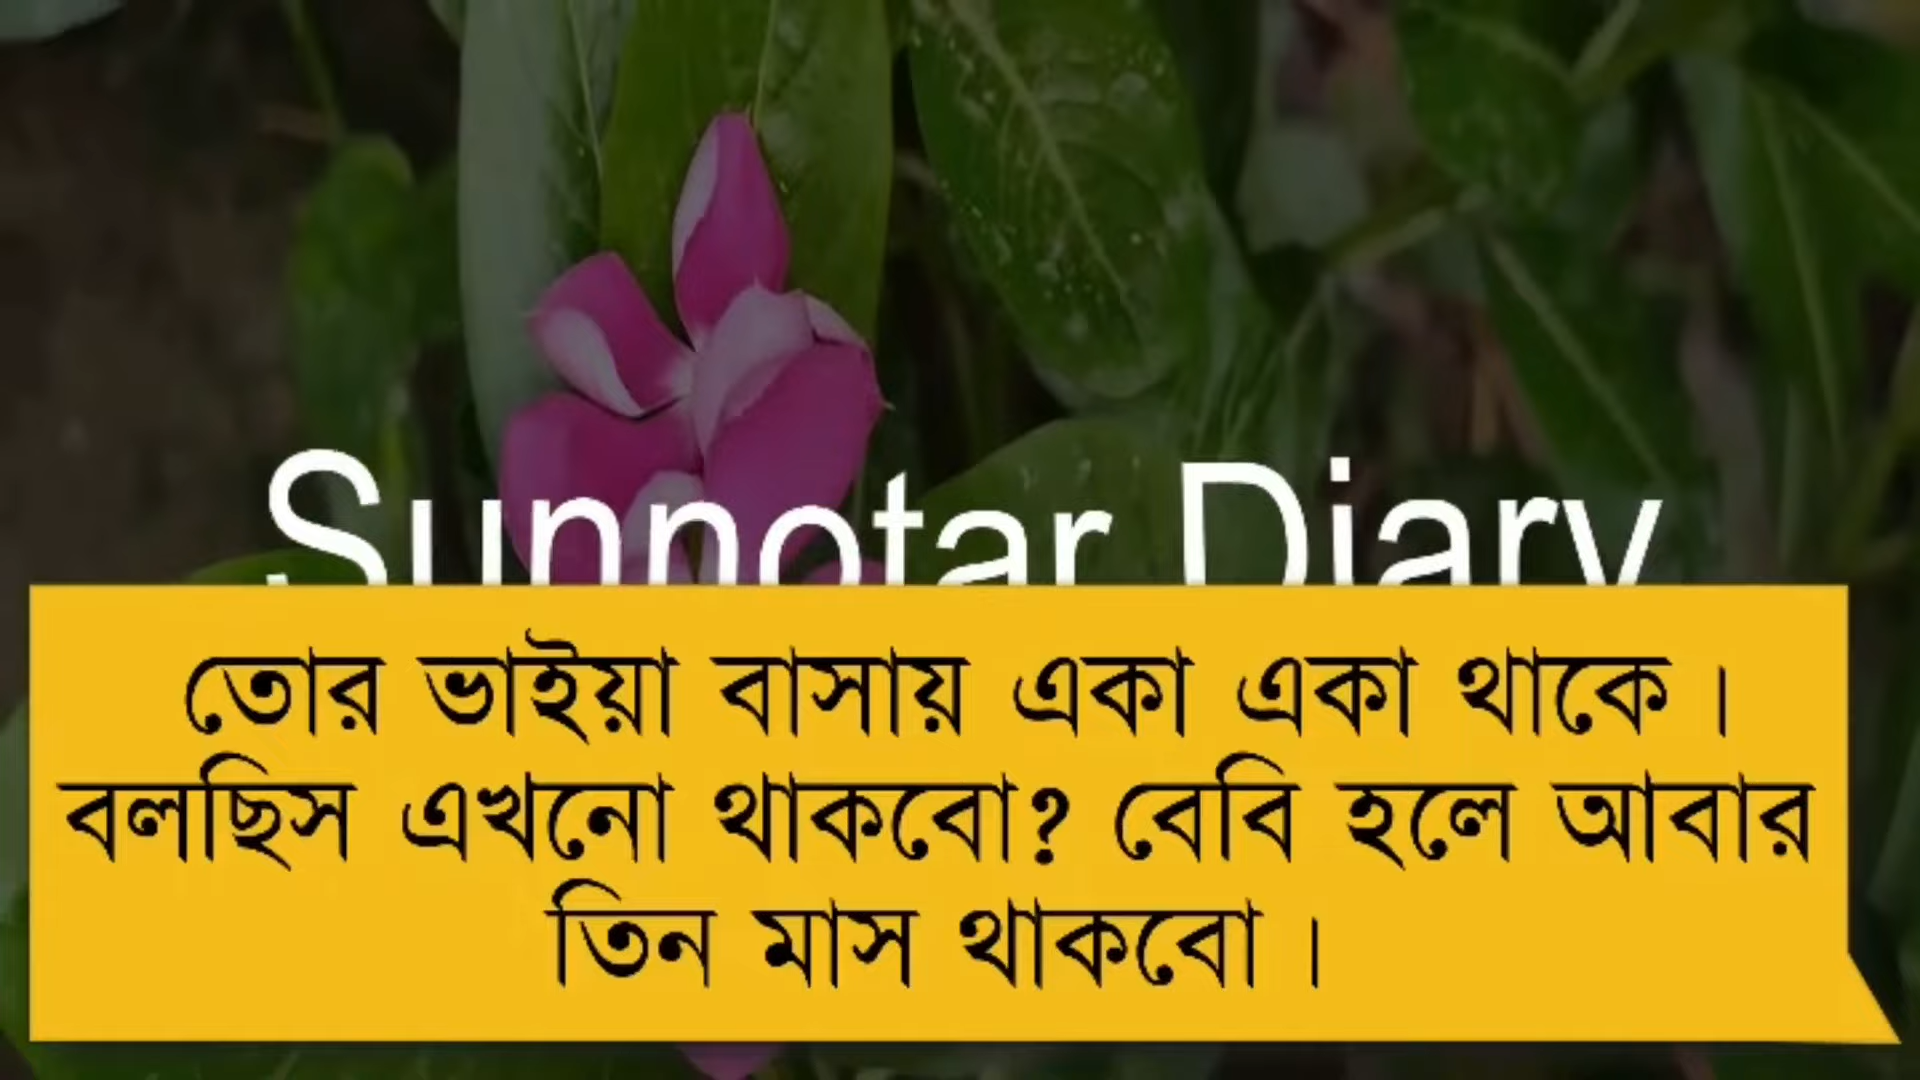 Sunnotar Diary
তোর ভাইয়া বাসায় একা একা থাকে।
বলছিস এখনো থাকবো? বেবি হলে আবার
তিন মাস থাকবো।